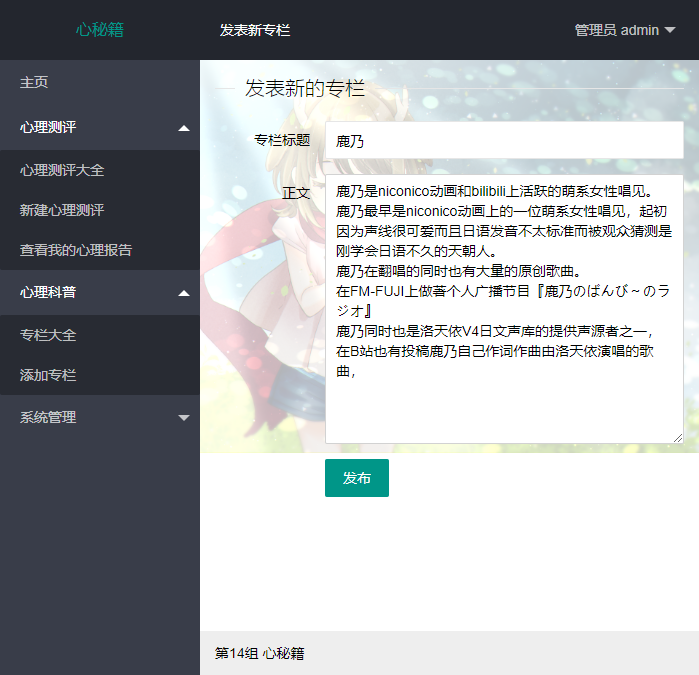 心秘籍
发表新专栏
管理员 admin
主页
心理测评
心理测评大全
新建心理测评
查看我的心理报告
心理科普
专栏大全
添加专栏
系统管理
发表新的专栏
专栏标题
鹿乃
正文
鹿乃是niconico动画和bilibili上活跃的萌系女性唱见。
鹿乃最早是niconico动画上的一位萌系女性唱见，起初
因为声线很可爱而且日语发音不太标准而被观众猜测是
刚学会日语不久的天朝人。
鹿乃在翻唱的同时也有大量的原创歌曲。
在FM-FUJI上做著个人广播节目『鹿乃のばんび～のラ
ジオ』
鹿乃同时也是洛天依V4日文声库的提供声源者之一，
在B站也有投稿鹿乃自己作词作曲由洛天依演唱的歌
曲，
发布
第14组 心秘籍